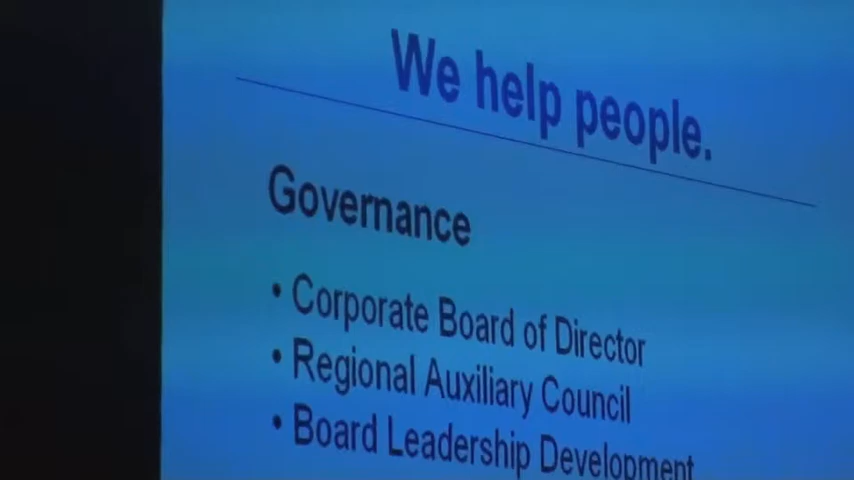 We help people.
Governance
• Corporate Board of Director
• Regional Auxiliary Council
• Board Leadership Development